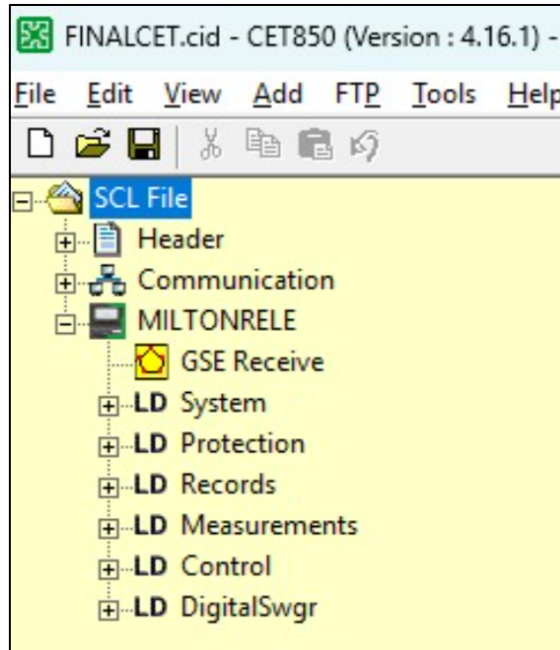 FINALCET.cid - CET850 (Version : 4.16.1) -
File Edit View Add FTP Tools Help
SCL File
Header
Communication
MILTONRELE
GSE Receive
LD System
LD Protection
LD Records
LD Measurements
LD Control
LD DigitalSwgr